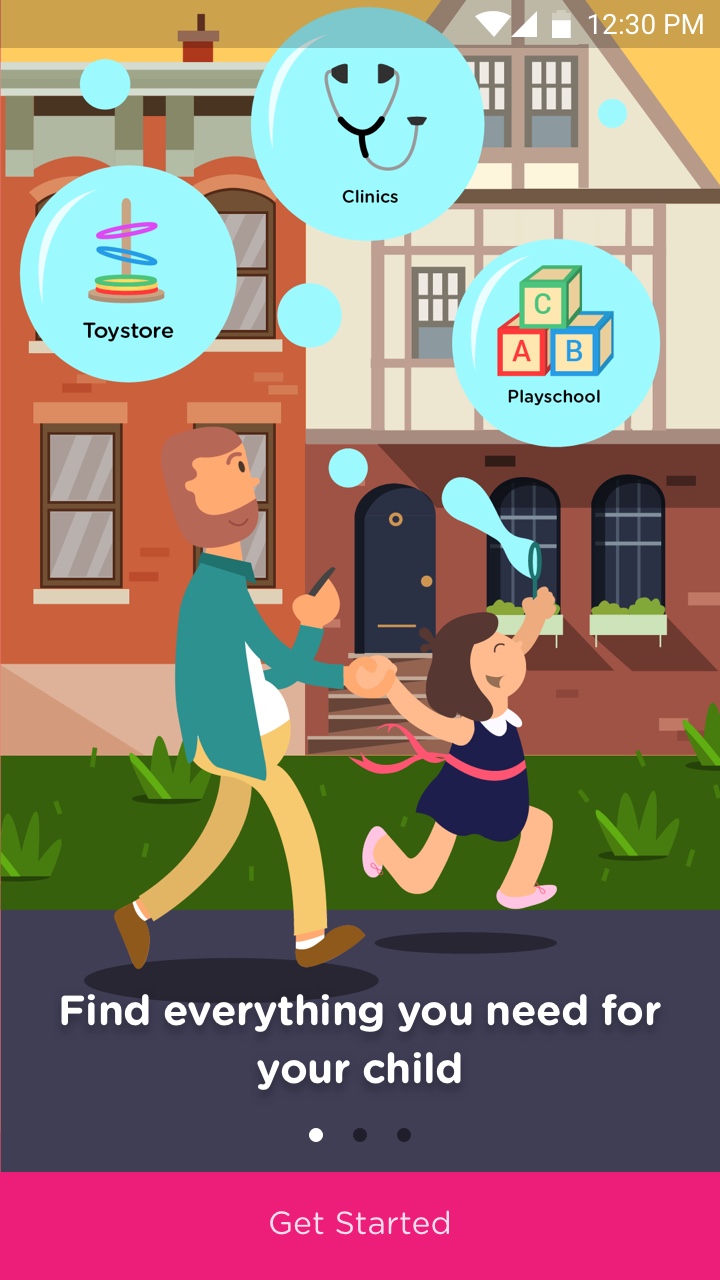 12:30 PM
Clinics
Toystore
C
A B
Playschool
Find everything you need for
your child
Get Started